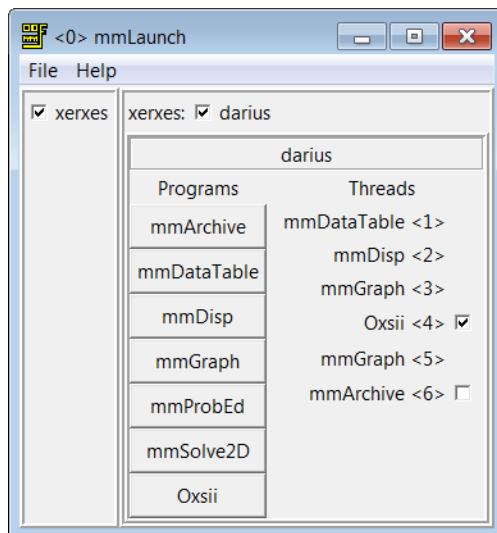 <0> mmLaunch
File Help
xerxes
xerxes: darius
darius
Programs
mmArchive
mmDataTable
mmDisp
mmGraph
mmProbEd
mmSolve2D
Oxsii
Threads
mmDataTable <1>
mmDisp <2>
mmGraph <3>
Oxsii <4>
mmGraph <5>
mmArchive <6>